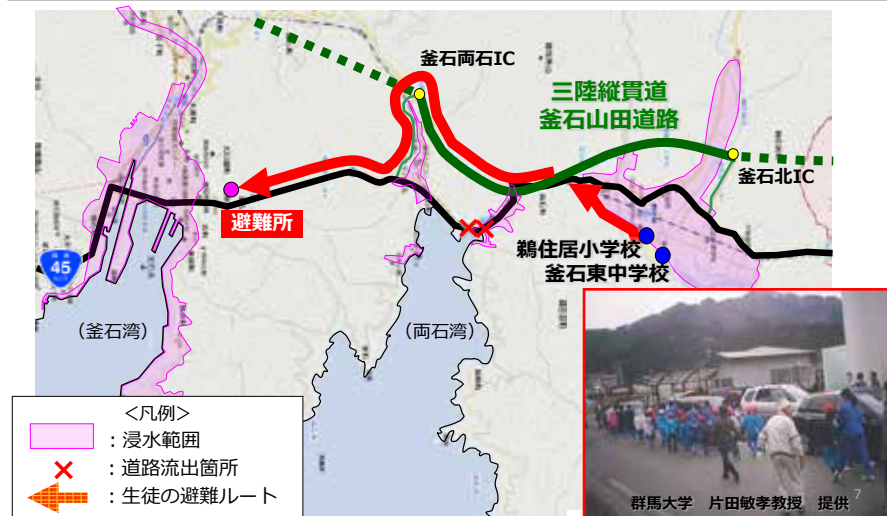 釜石両石IC
三陸縦貫道
釜石山田道路
釜石北IC
避難所
鵜住居小学校
釜石東中学校
45
（釜石湾）
（両石湾）
＜凡例＞
：浸水範囲
：道路流出箇所
：生徒の避難ルート
群馬大学　片田敏孝教授　提供
7